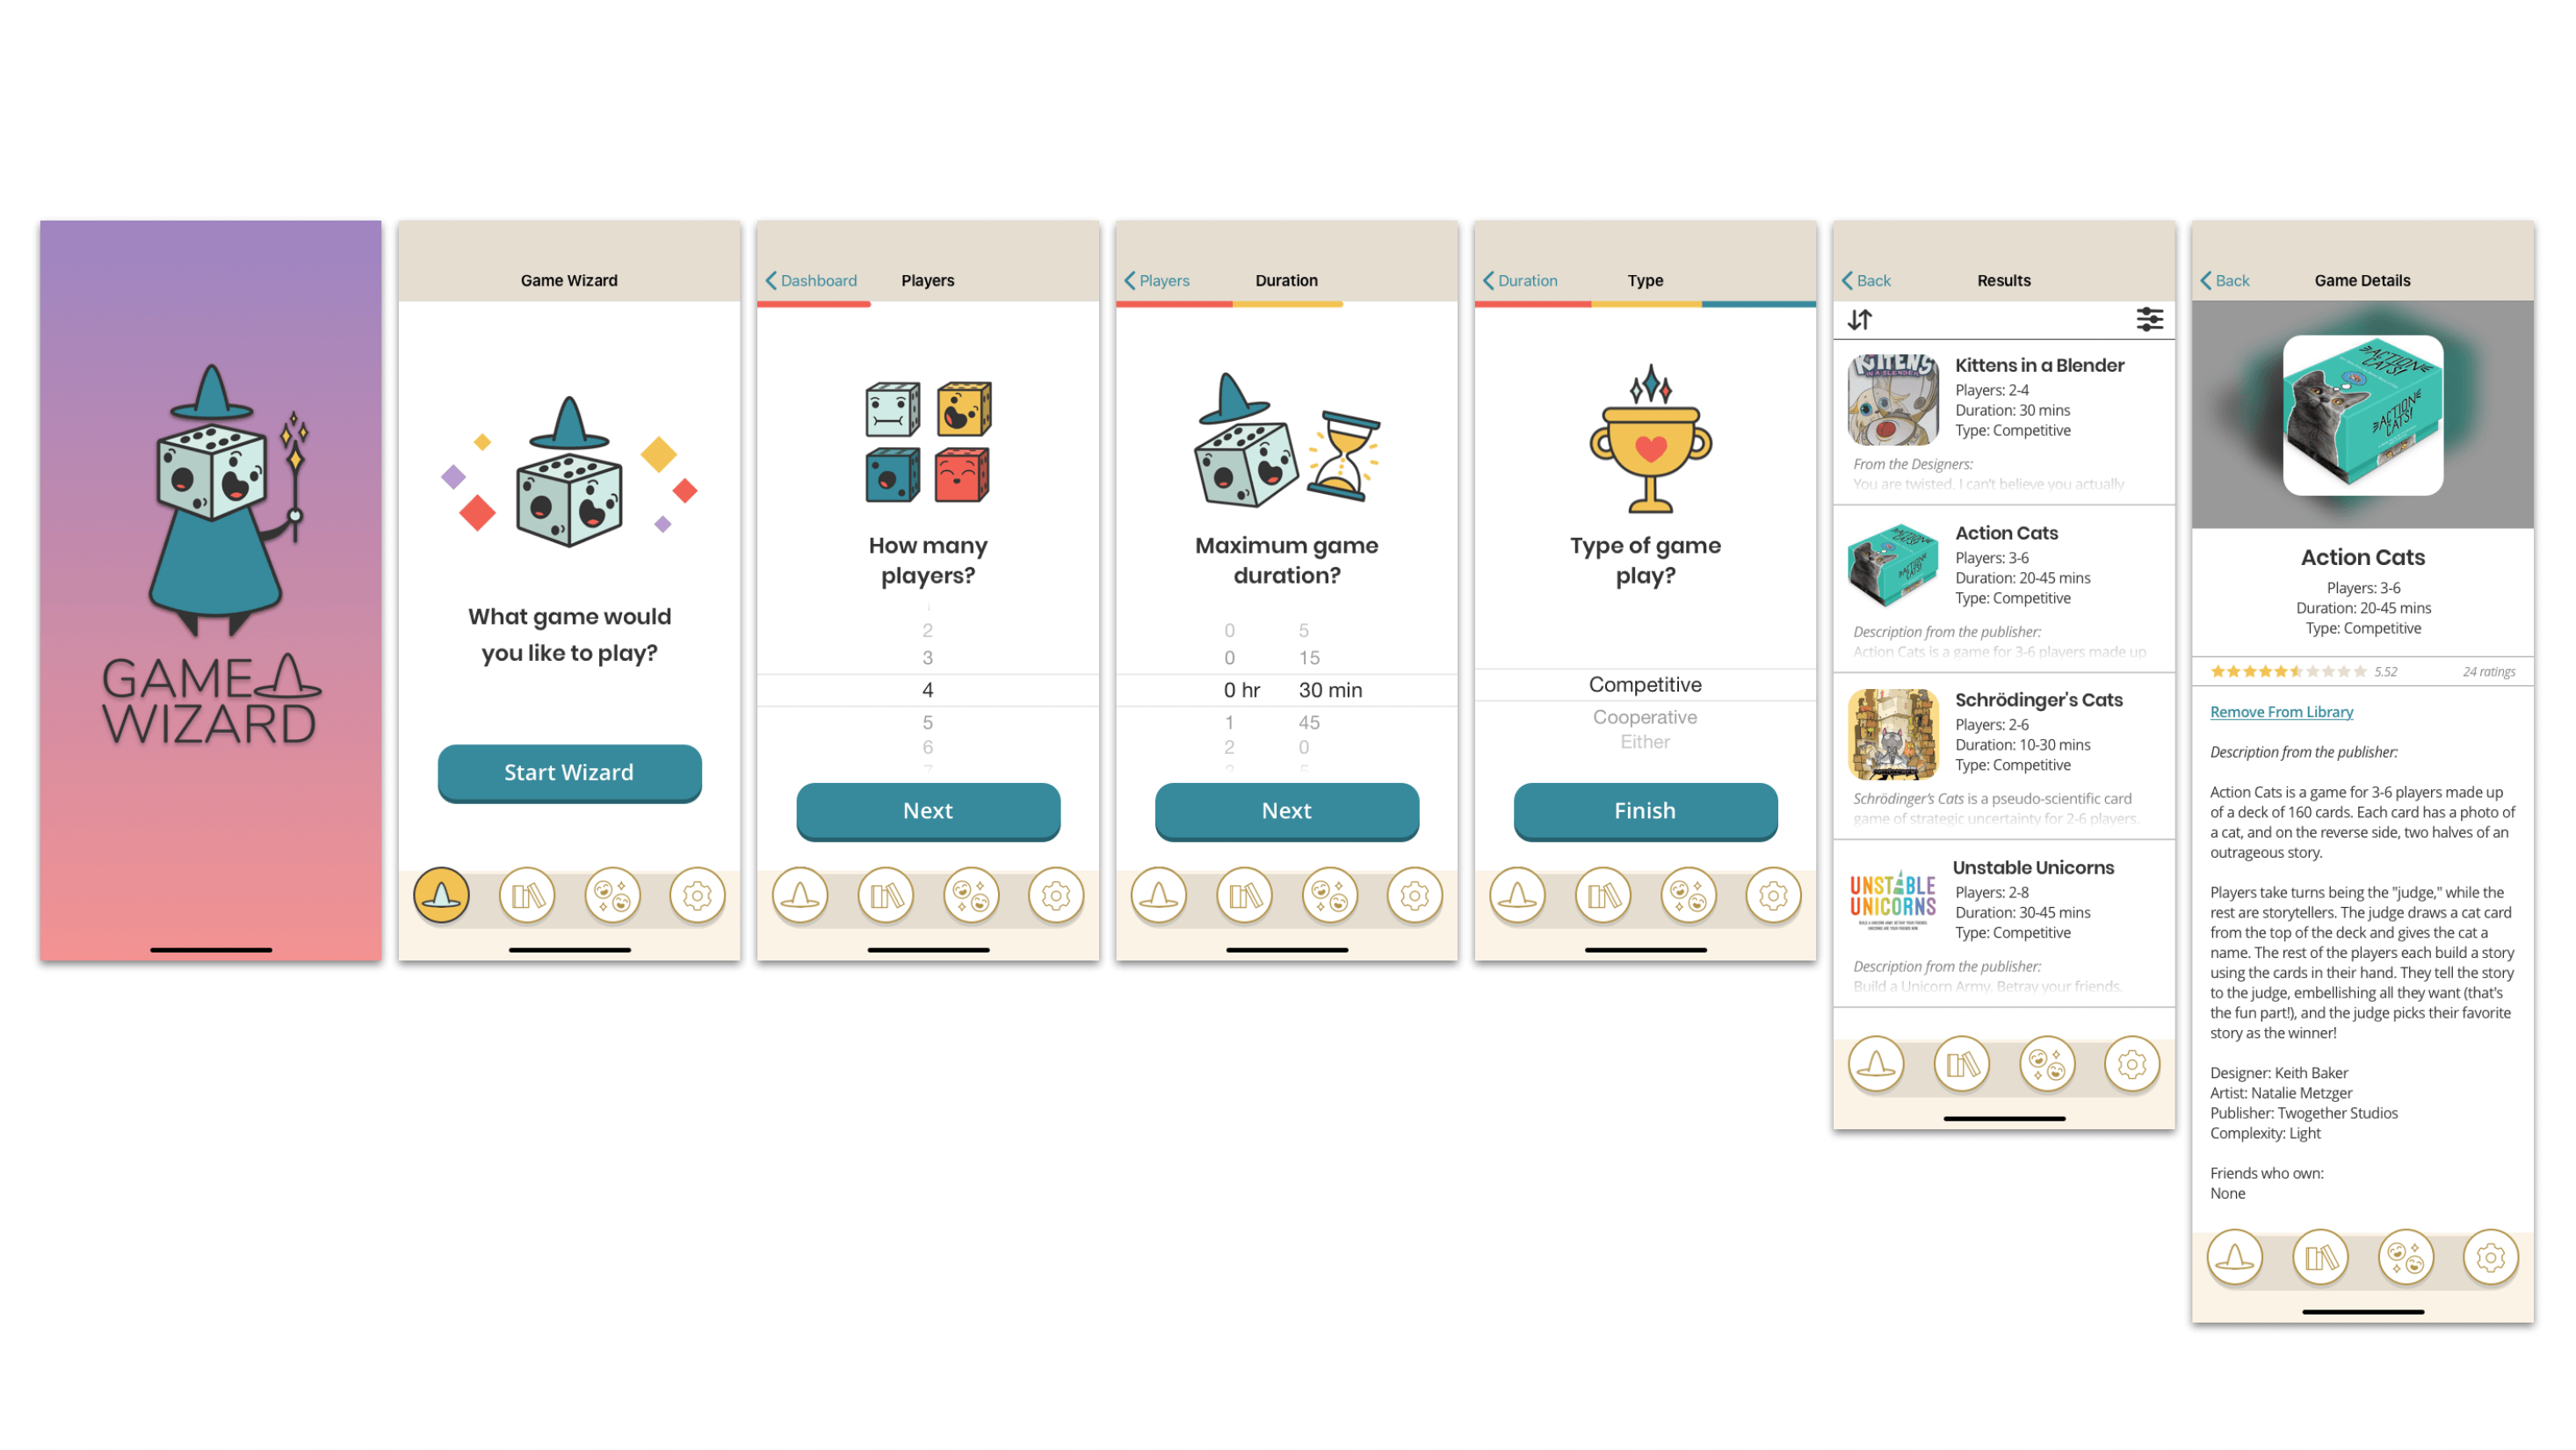 GAME
WIZARD
Game Wizard
What game would
you like to play?
Start Wizard
Dashboard
Players
How many
players?
2
3
4
5
6
7
Next
Players
Duration
Maximum game
duration?
0 5
0 15
0 hr 30 min
1 45
2 0
3 5
Next
Duration
Type
Type of game
play?
Competitive
Cooperative
Either
Finish
Back
Results
KITTENS
IN A BLENDER
Kittens in a Blender
Players: 2-4
Duration: 30 mins
Type: Competitive
From the Designers:
You are twisted. I can't believe you actually
Action Cats
Players: 3-6
Duration: 20-45 mins
Type: Competitive
Description from the publisher:
Action Cats is a game for 3-6 players made up
Schrödinger's Cats
Players: 2-6
Duration: 10-30 mins
Type: Competitive
Schrödinger's Cats is a pseudo-scientific card
game of strategic uncertainty for 2-6 players.
UNSTABLE
UNICORNS
Unstable Unicorns
Players: 2-8
Duration: 30-45 mins
Type: Competitive
Description from the publisher:
Build a Unicorn Army. Betray your friends.
Back
Game Details
ACTION
CATS!
ACTION
CATS!
Action Cats
Players: 3-6
Duration: 20-45 mins
Type: Competitive
5.52
24 ratings
Remove From Library
Description from the publisher:
Action Cats is a game for 3-6 players made up
of a deck of 160 cards. Each card has a photo of
a cat, and on the reverse side, two halves of an
outrageous story.
Players take turns being the "judge," while the
rest are storytellers. The judge draws a cat card
from the top of the deck and gives the cat a
name. The rest of the players each build a story
using the cards in their hand. They tell the story
to the judge, embellishing all they want (that's
the fun part!), and the judge picks their favorite
story as the winner!
Designer: Keith Baker
Artist: Natalie Metzger
Publisher: Twogether Studios
Complexity: Light
Friends who own:
None